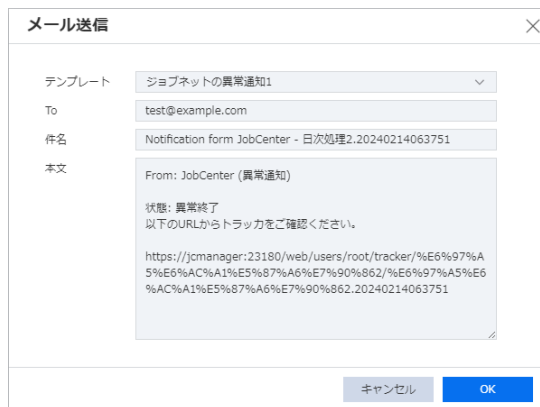 メール送信
テンプレート
ジョブネットの異常通知1
To
test@example.com
件名
Notification form JobCenter - 日次処理2.20240214063751
本文
From: JobCenter (異常通知)
状態: 異常終了
以下のURLからトラッカをご確認ください。
https://jcmanager:23180/web/users/root/tracker/%E6%97%A
5%E6%AC%A1%E5%87%A6%E7%90%862/%E6%97%A5%E6
%AC%A1%E5%87%A6%E7%90%862.20240214063751
キャンセル
OK